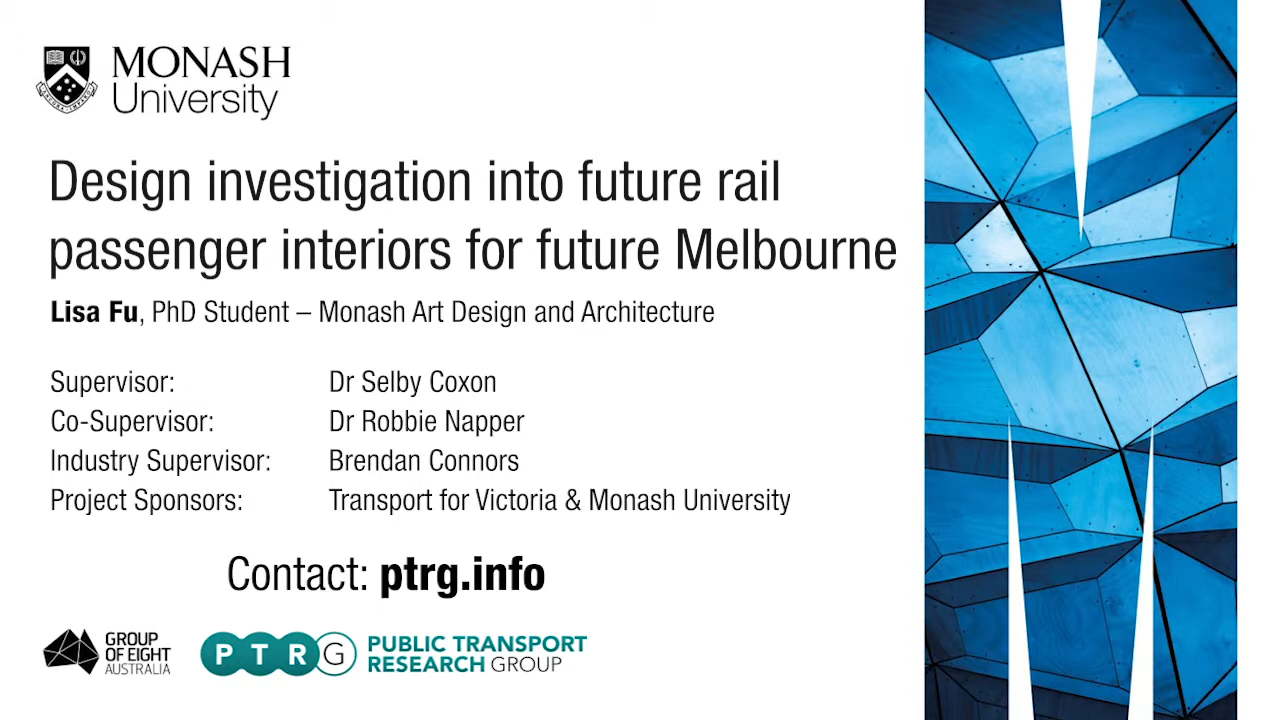 MONASH
University
Design investigation into future rail
passenger interiors for future Melbourne
Lisa Fu, PhD Student – Monash Art Design and Architecture
Supervisor: Dr Selby Coxon
Co-Supervisor: Dr Robbie Napper
Industry Supervisor: Brendan Connors
Project Sponsors: Transport for Victoria & Monash University
Contact: ptrg.info
GROUP
OF EIGHT
AUSTRALIA
PTRG
PUBLIC TRANSPORT
RESEARCH GROUP